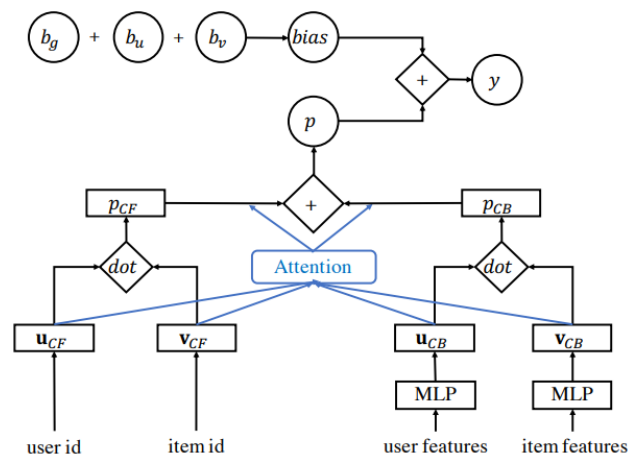 b_g + b_u + b_v bias + y
p
p_CF + p_CB
dot Attention dot
u_CF v_CF u_CB v_CB
MLP MLP
user id item id user features item features